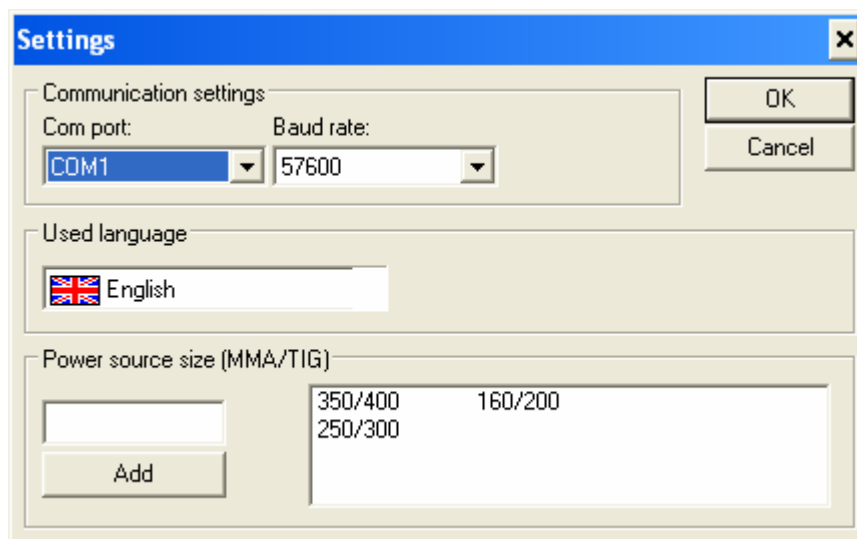 Settings
Communication settings
OK
Com port: Baud rate:
COM1 57600
Cancel
Used language
English
Power source size (MMA/TIG)
350/400 160/200
250/300
Add